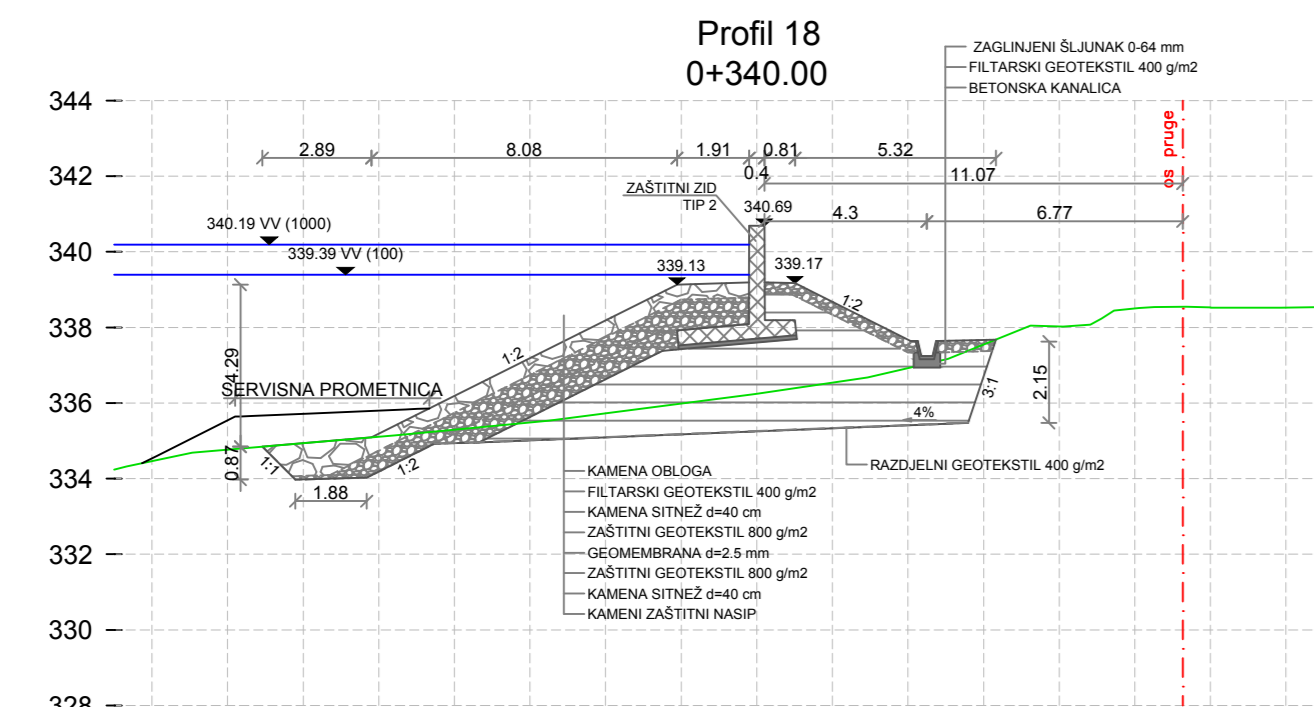 Profil 18
0+340.00
ZAGLINJENI ŠLJUNAK 0-64 mm
FILTARSKI GEOTEKSTIL 400 g/m2
BETONSKA KANALICA
344
os pruge
2.89
8.08
1.91
0.81
5.32
0.4
11.07
342
ZAŠTITNI ZID
TIP 2
340.69
4.3
6.77
340.19 VV (1000)
340
339.39 VV (100)
339.13
339.17
1:2
338
1:2
4.29
SERVISNA PROMETNICA
3:1
2.15
336
4%
0.87
1:1
1:2
RAZDJELNI GEOTEKSTIL 400 g/m2
334
1.88
KAMENA OBLOGA
FILTARSKI GEOTEKSTIL 400 g/m2
KAMENA SITNEŽ d=40 cm
ZAŠTITNI GEOTEKSTIL 800 g/m2
332
GEOMEMBRANA d=2.5 mm
ZAŠTITNI GEOTEKSTIL 800 g/m2
KAMENA SITNEŽ d=40 cm
KAMENI ZAŠTITNI NASIP
330
328